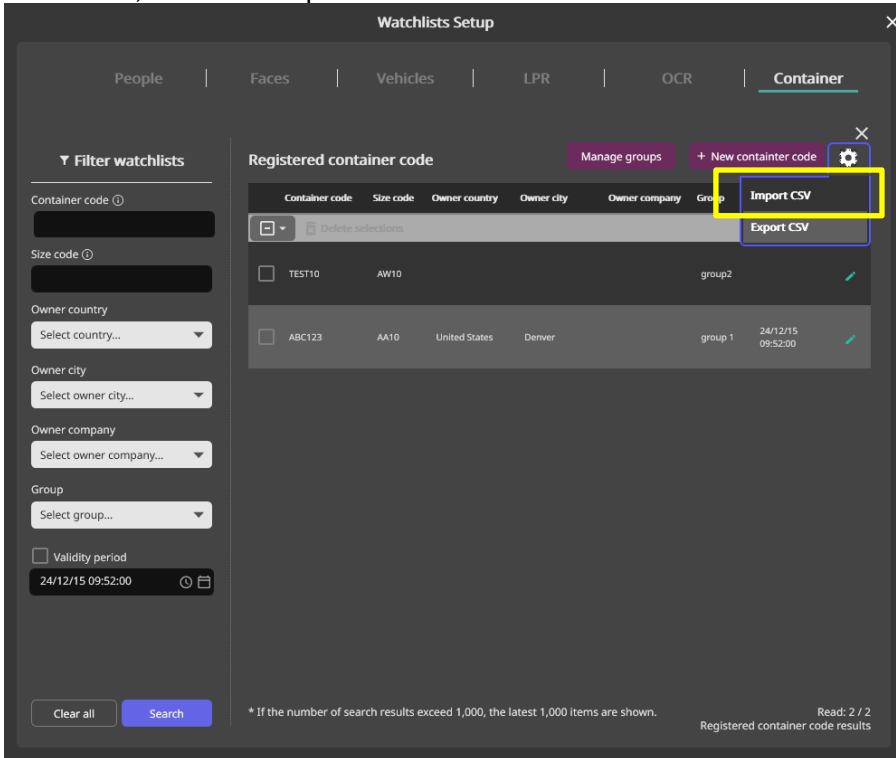 Watchlists Setup
People
Faces
Vehicles
LPR
OCR
Container
Filter watchlists
Container code
Size code
Owner country
Select country...
Owner city
Select owner city...
Owner company
Select owner company...
Group
Select group...
Validity period
24/12/15 09:52:00
Clear all
Search
Registered container code
Manage groups
+ New containter code
Import CSV
Export CSV
Container code Size code Owner country Owner city Owner company Group
Delete selections
TEST10 AW10 group2
ABC123 AA10 United States Denver group 1 24/12/15
09:52:00
* If the number of search results exceed 1,000, the latest 1,000 items are shown.
Read: 2 / 2
Registered container code results